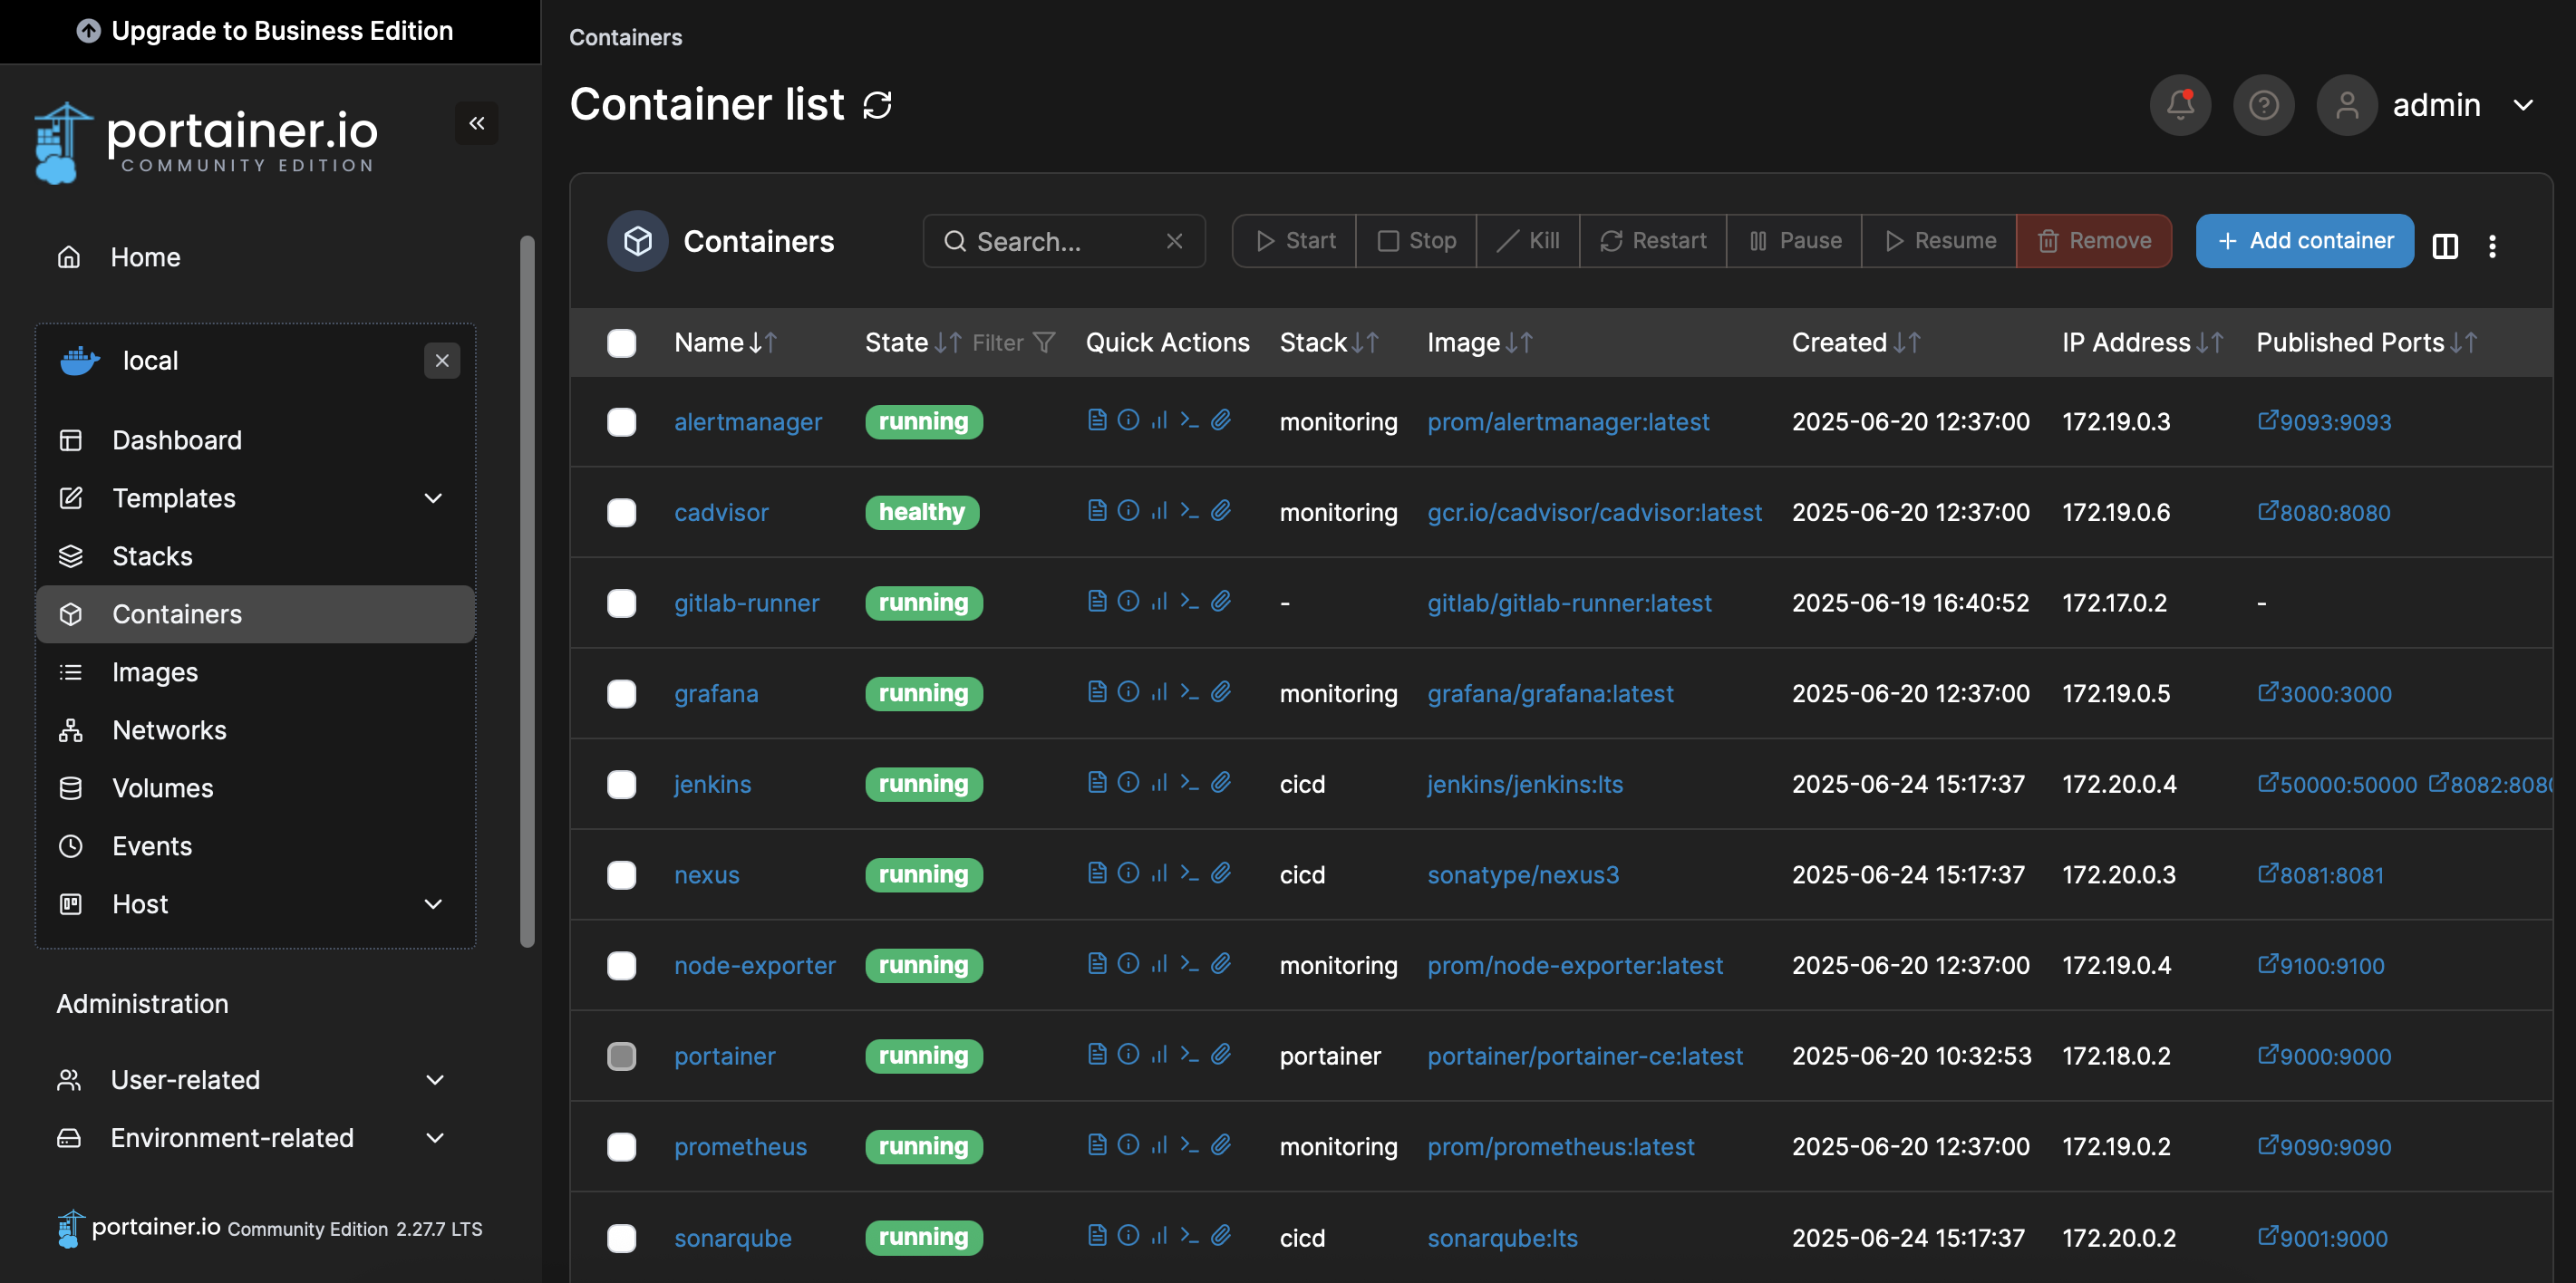 Upgrade to Business Edition
portainer.io
COMMUNITY EDITION
Home
local
Dashboard
Templates
Stacks
Containers
Images
Networks
Volumes
Events
Host
Administration
User-related
Environment-related
portainer.io Community Edition 2.27.7 LTS
Containers
Container list
admin
Containers Search... Start Stop Kill Restart Pause Resume Remove Add container
Name State Filter Quick Actions Stack Image Created IP Address Published Ports
alertmanager running monitoring prom/alertmanager:latest 2025-06-20 12:37:00 172.19.0.3 9093:9093
cadvisor healthy monitoring gcr.io/cadvisor/cadvisor:latest 2025-06-20 12:37:00 172.19.0.6 8080:8080
gitlab-runner running - gitlab/gitlab-runner:latest 2025-06-19 16:40:52 172.17.0.2 -
grafana running monitoring grafana/grafana:latest 2025-06-20 12:37:00 172.19.0.5 3000:3000
jenkins running cicd jenkins/jenkins:lts 2025-06-24 15:17:37 172.20.0.4 50000:50000 8082:8080
nexus running cicd sonatype/nexus3 2025-06-24 15:17:37 172.20.0.3 8081:8081
node-exporter running monitoring prom/node-exporter:latest 2025-06-20 12:37:00 172.19.0.4 9100:9100
portainer running portainer portainer/portainer-ce:latest 2025-06-20 10:32:53 172.18.0.2 9000:9000
prometheus running monitoring prom/prometheus:latest 2025-06-20 12:37:00 172.19.0.2 9090:9090
sonarqube running cicd sonarqube:lts 2025-06-24 15:17:37 172.20.0.2 9001:9000